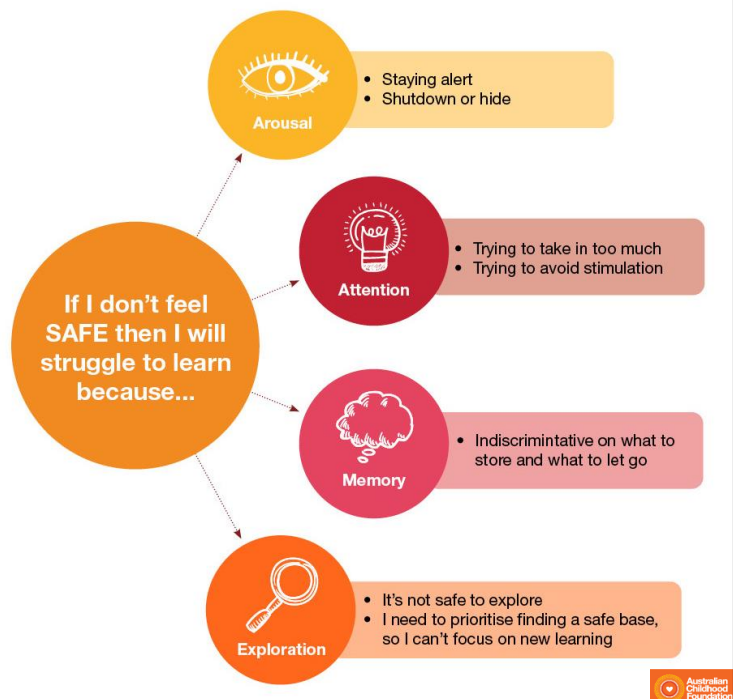 Arousal
• Staying alert
• Shutdown or hide
If I don't feel
SAFE then I will
struggle to learn
because...
Attention
• Trying to take in too much
• Trying to avoid stimulation
Memory
• Indiscrimintative on what to
store and what to let go
Exploration
• It's not safe to explore
• I need to prioritise finding a safe base,
so I can't focus on new learning
Australian
Childhood
Foundation